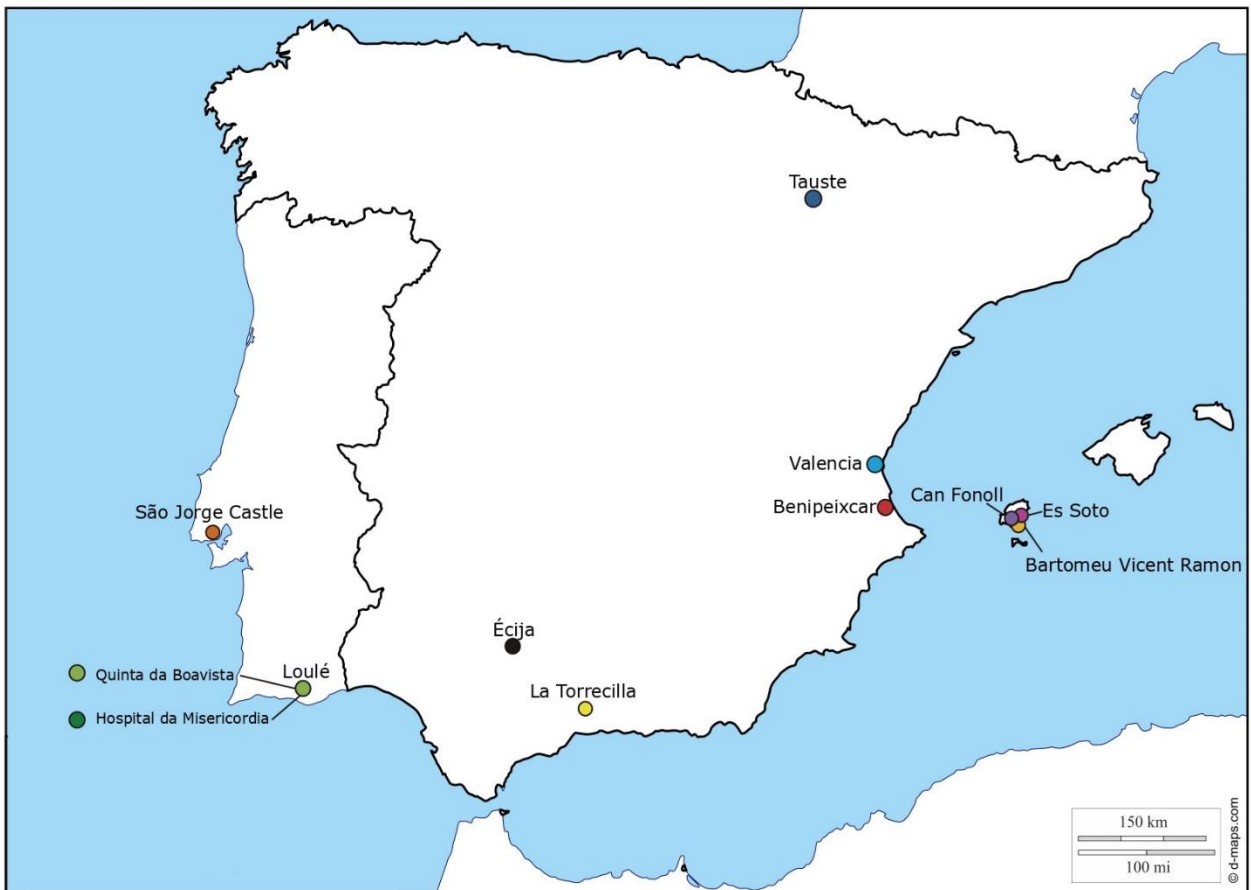 Tauste
Valencia
Can Fonoll
Benipeixcar
Es Soto
São Jorge Castle
Bartomeu Vicent Ramon
Écija
Loulé
Quinta da Boavista
La Torrecilla
Hospital da Misericordia
150 km
100 mi
© d-maps.com